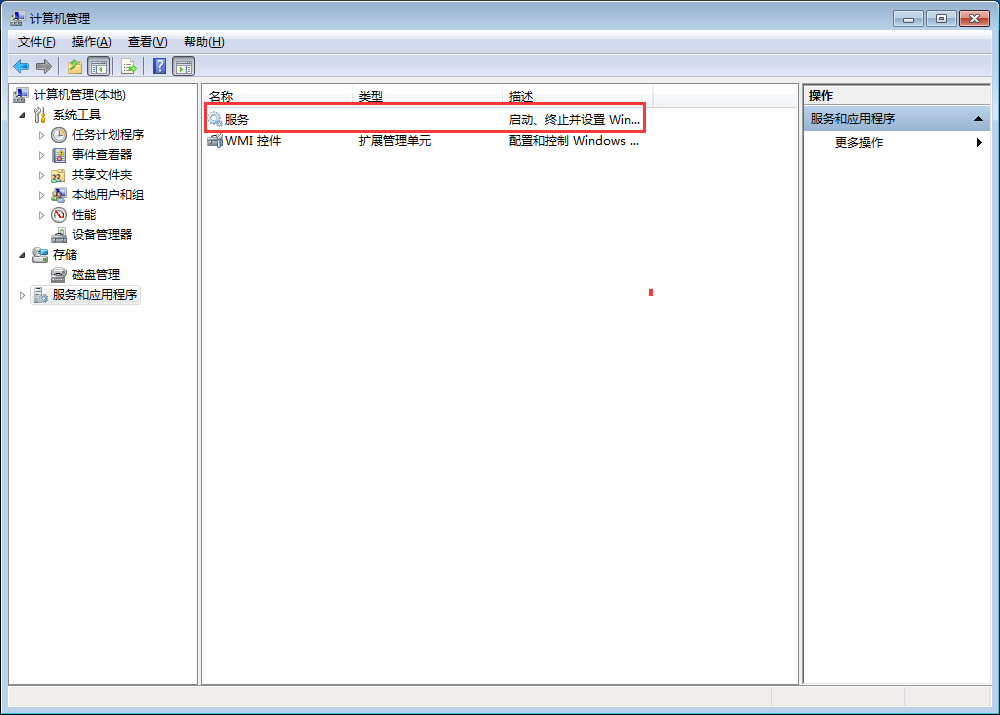 计算机管理
文件(F) 操作(A) 查看(V) 帮助(H)
计算机管理(本地)
系统工具
任务计划程序
事件查看器
共享文件夹
本地用户和组
性能
设备管理器
存储
磁盘管理
服务和应用程序
名称 类型 描述
服务 启动、终止并设置 Win...
WMI 控件 扩展管理单元 配置和控制 Windows ...
操作
服务和应用程序
更多操作